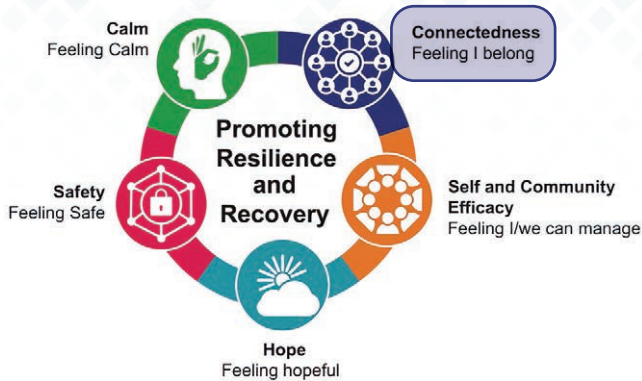 Calm
Feeling Calm
Connectedness
Feeling I belong
Promoting
Resilience
and
Recovery
Safety
Feeling Safe
Self and Community
Efficacy
Feeling I/we can manage
Hope
Feeling hopeful